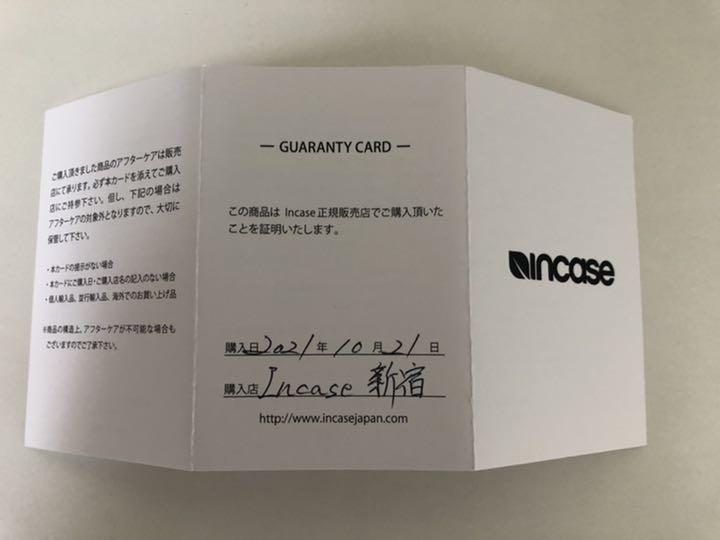 ご購入頂きました商品のアフターケアは販売
店にて承ります。必ず本カードを添えてご購入
店にご持参下さい。但し、下記の場合は
アフターケアの対象外となりますので、大切に
保管して下さい。
・本カードの提示がない場合
・本カードにご購入日・ご購入店名の記入のない場合
・個人輸入品、並行輸入品、海外でのお買い上げ品
※商品の構造上、アフターケアが不可能な場合も
ございますのでご了承下さい。
— GUARANTY CARD —
この商品は Incase 正規販売店でご購入頂いた
ことを証明いたします。
購入日 2021 年 10 月 21 日
購入店 Incase 新宿
http://www.incasejapan.com
incase